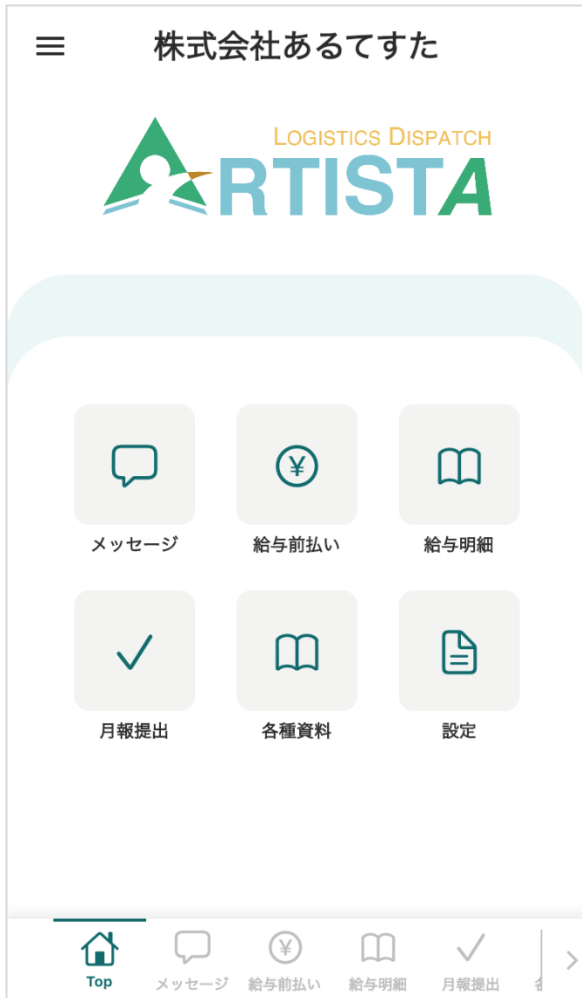 株式会社あるてすた
LOGISTICS DISPATCH
ARTISTA
メッセージ
給与前払い
給与明細
月報提出
各種資料
設定
Top
メッセージ
給与前払い
給与明細
月報提出